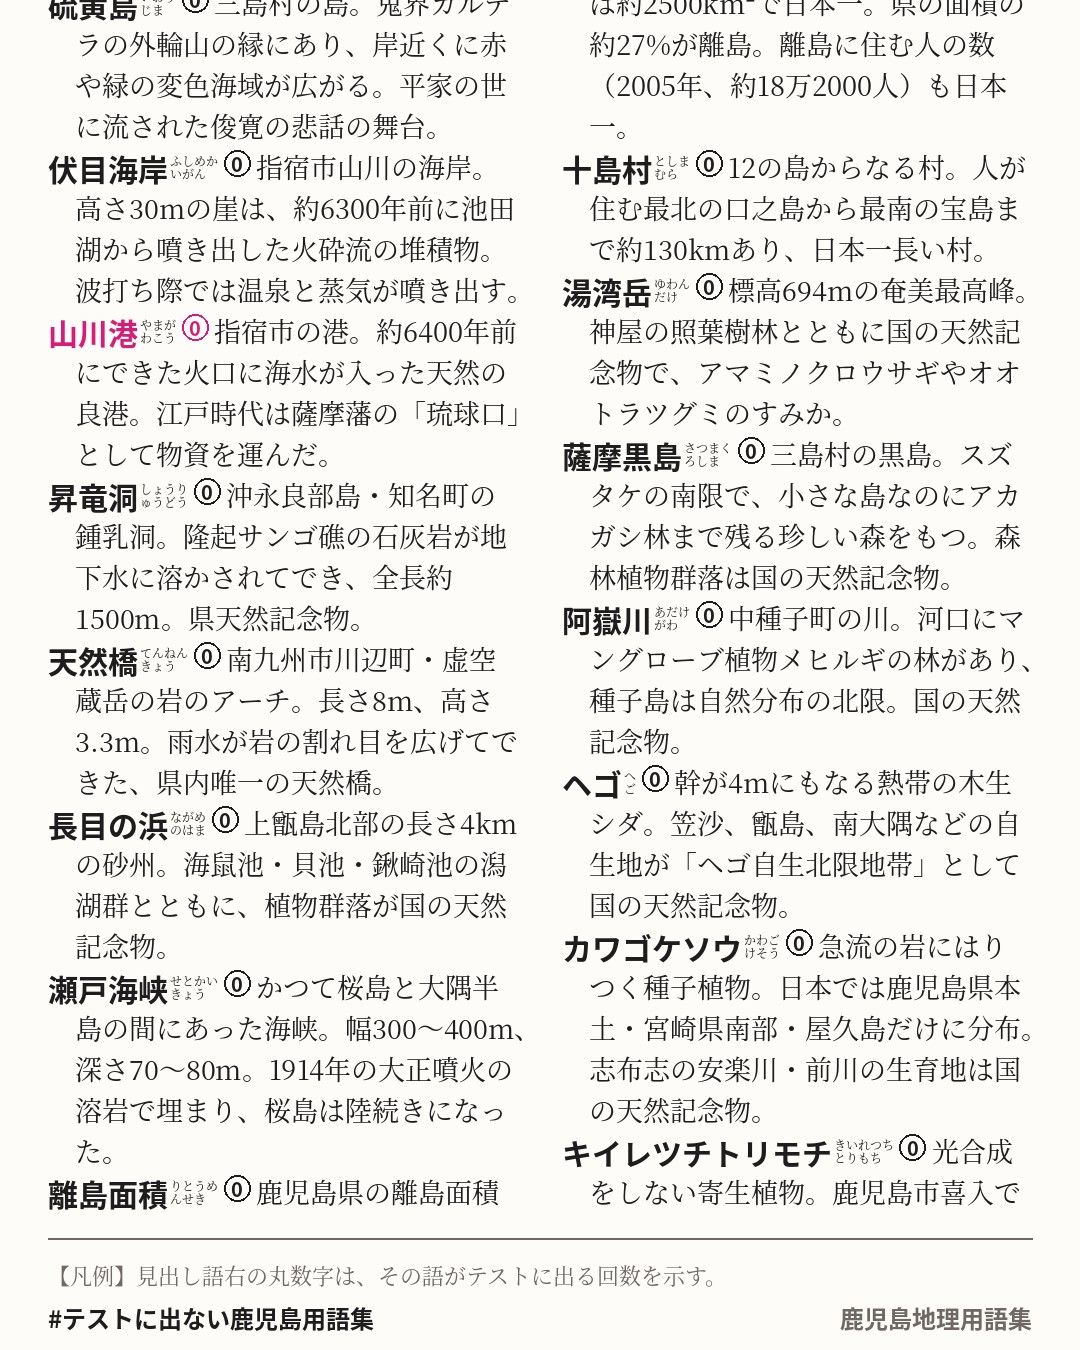 硫黄島 じま ⓪ 三島村の島。鬼界カルデ
ラの外輪山の縁にあり、岸近くに赤
や緑の変色海域が広がる。平家の世
に流された俊寛の悲話の舞台。
伏目海岸 ふしめかいがん ⓪ 指宿市山川の海岸。
高さ30mの崖は、約6300年前に池田
湖から噴き出した火砕流の堆積物。
波打ち際では温泉と蒸気が噴き出す。
山川港 やまがわこう ⓪ 指宿市の港。約6400年前
にできた火口に海水が入った天然の
良港。江戸時代は薩摩藩の「琉球口」
として物資を運んだ。
昇竜洞 しょうりゅうどう ⓪ 沖永良部島・知名町の
鍾乳洞。隆起サンゴ礁の石灰岩が地
下水に溶かされてでき、全長約
1500m。県天然記念物。
天然橋 てんねんきょう ⓪ 南九州市川辺町・虚空
蔵岳の岩のアーチ。長さ8m、高さ
3.3m。雨水が岩の割れ目を広げてで
きた、県内唯一の天然橋。
長目の浜 ながめのはま ⓪ 上甑島北部の長さ4km
の砂州。海鼠池・貝池・鍬崎池の潟
湖群とともに、植物群落が国の天然
記念物。
瀬戸海峡 せとかいきょう ⓪ かつて桜島と大隅半
島の間にあった海峡。幅300〜400m、
深さ70〜80m。1914年の大正噴火の
溶岩で埋まり、桜島は陸続きになっ
た。
離島面積 りとうめんせき ⓪ 鹿児島県の離島面積
は約2500km²で日本一。県の面積の
約27%が離島。離島に住む人の数
（2005年、約18万2000人）も日本
一。
十島村 としまむら ⓪ 12の島からなる村。人が
住む最北の口之島から最南の宝島ま
で約130kmあり、日本一長い村。
湯湾岳 ゆわんだけ ⓪ 標高694mの奄美最高峰。
神屋の照葉樹林とともに国の天然記
念物で、アマミノクロウサギやオオ
トラツグミのすみか。
薩摩黒島 さつまくろしま ⓪ 三島村の黒島。スズ
タケの南限で、小さな島なのにアカ
ガシ林まで残る珍しい森をもつ。森
林植物群落は国の天然記念物。
阿嶽川 あだけがわ ⓪ 中種子町の川。河口にマ
ングローブ植物メヒルギの林があり、
種子島は自然分布の北限。国の天然
記念物。
ヘゴ へご ⓪ 幹が4mにもなる熱帯の木生
シダ。笠沙、甑島、南大隅などの自
生地が「ヘゴ自生北限地帯」として
国の天然記念物。
カワゴケソウ かわごけそう ⓪ 急流の岩にはり
つく種子植物。日本では鹿児島県本
土・宮崎県南部・屋久島だけに分布。
志布志の安楽川・前川の生育地は国
の天然記念物。
キイレツチトリモチ きいれつちとりもち ⓪ 光合成
をしない寄生植物。鹿児島市喜入で
【凡例】見出し語右の丸数字は、その語がテストに出る回数を示す。
#テストに出ない鹿児島用語集
鹿児島地理用語集